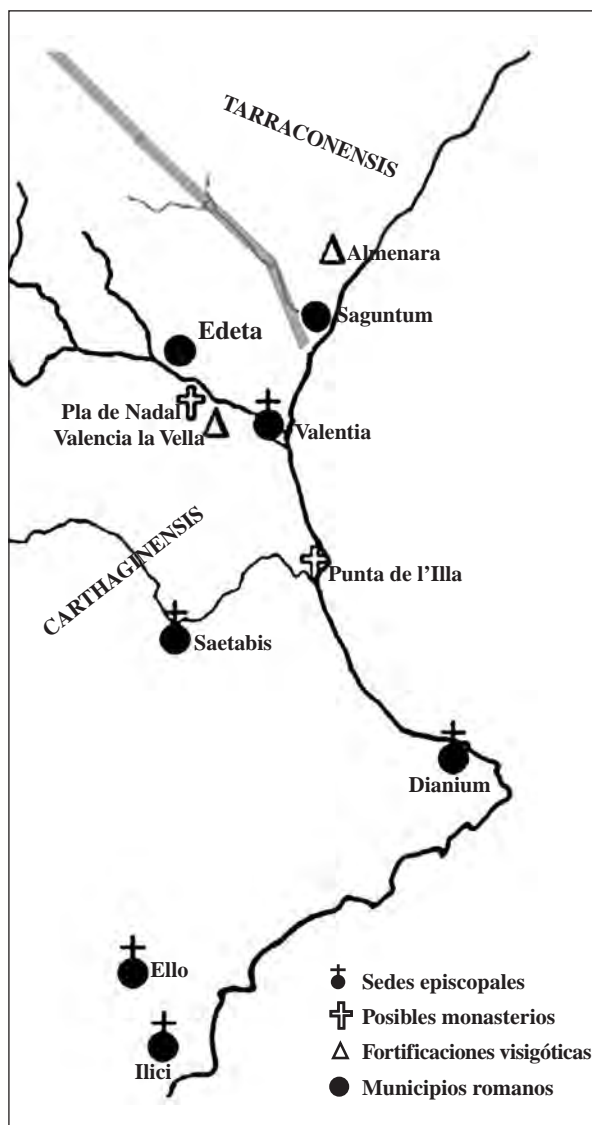 TARRACONENSIS
Almenara
Saguntum
Edeta
Pla de Nadal
Valencia la Vella
Valentia
CARTHAGINENSIS
Punta de l'Illa
Saetabis
Dianium
Ello
Ilici
Sedes episcopales
Posibles monasterios
Fortificaciones visigóticas
Municipios romanos